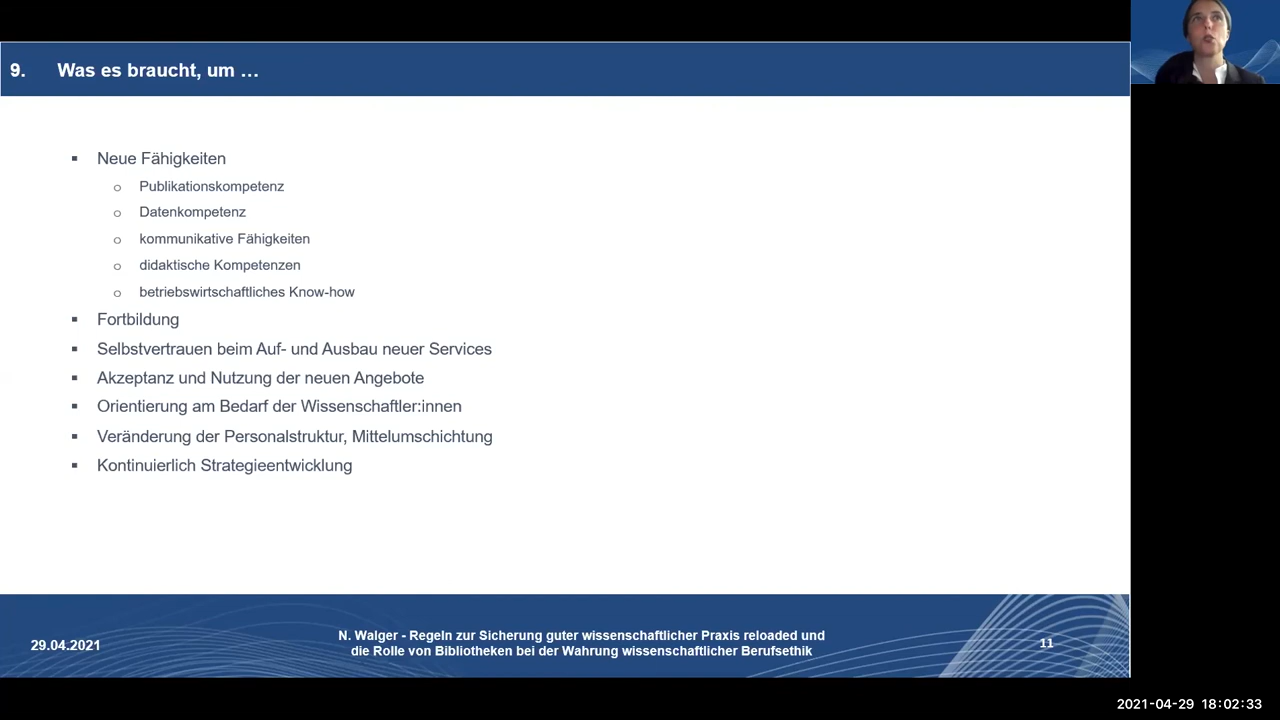 9. Was es braucht, um …
▪ Neue Fähigkeiten
o Publikationskompetenz
o Datenkompetenz
o kommunikative Fähigkeiten
o didaktische Kompetenzen
o betriebswirtschaftliches Know-how
▪ Fortbildung
▪ Selbstvertrauen beim Auf- und Ausbau neuer Services
▪ Akzeptanz und Nutzung der neuen Angebote
▪ Orientierung am Bedarf der Wissenschaftler:innen
▪ Veränderung der Personalstruktur, Mittelumschichtung
▪ Kontinuierlich Strategieentwicklung
29.04.2021
N. Walger - Regeln zur Sicherung guter wissenschaftlicher Praxis reloaded und
die Rolle von Bibliotheken bei der Wahrung wissenschaftlicher Berufsethik
11
2021-04-29 18:02:33